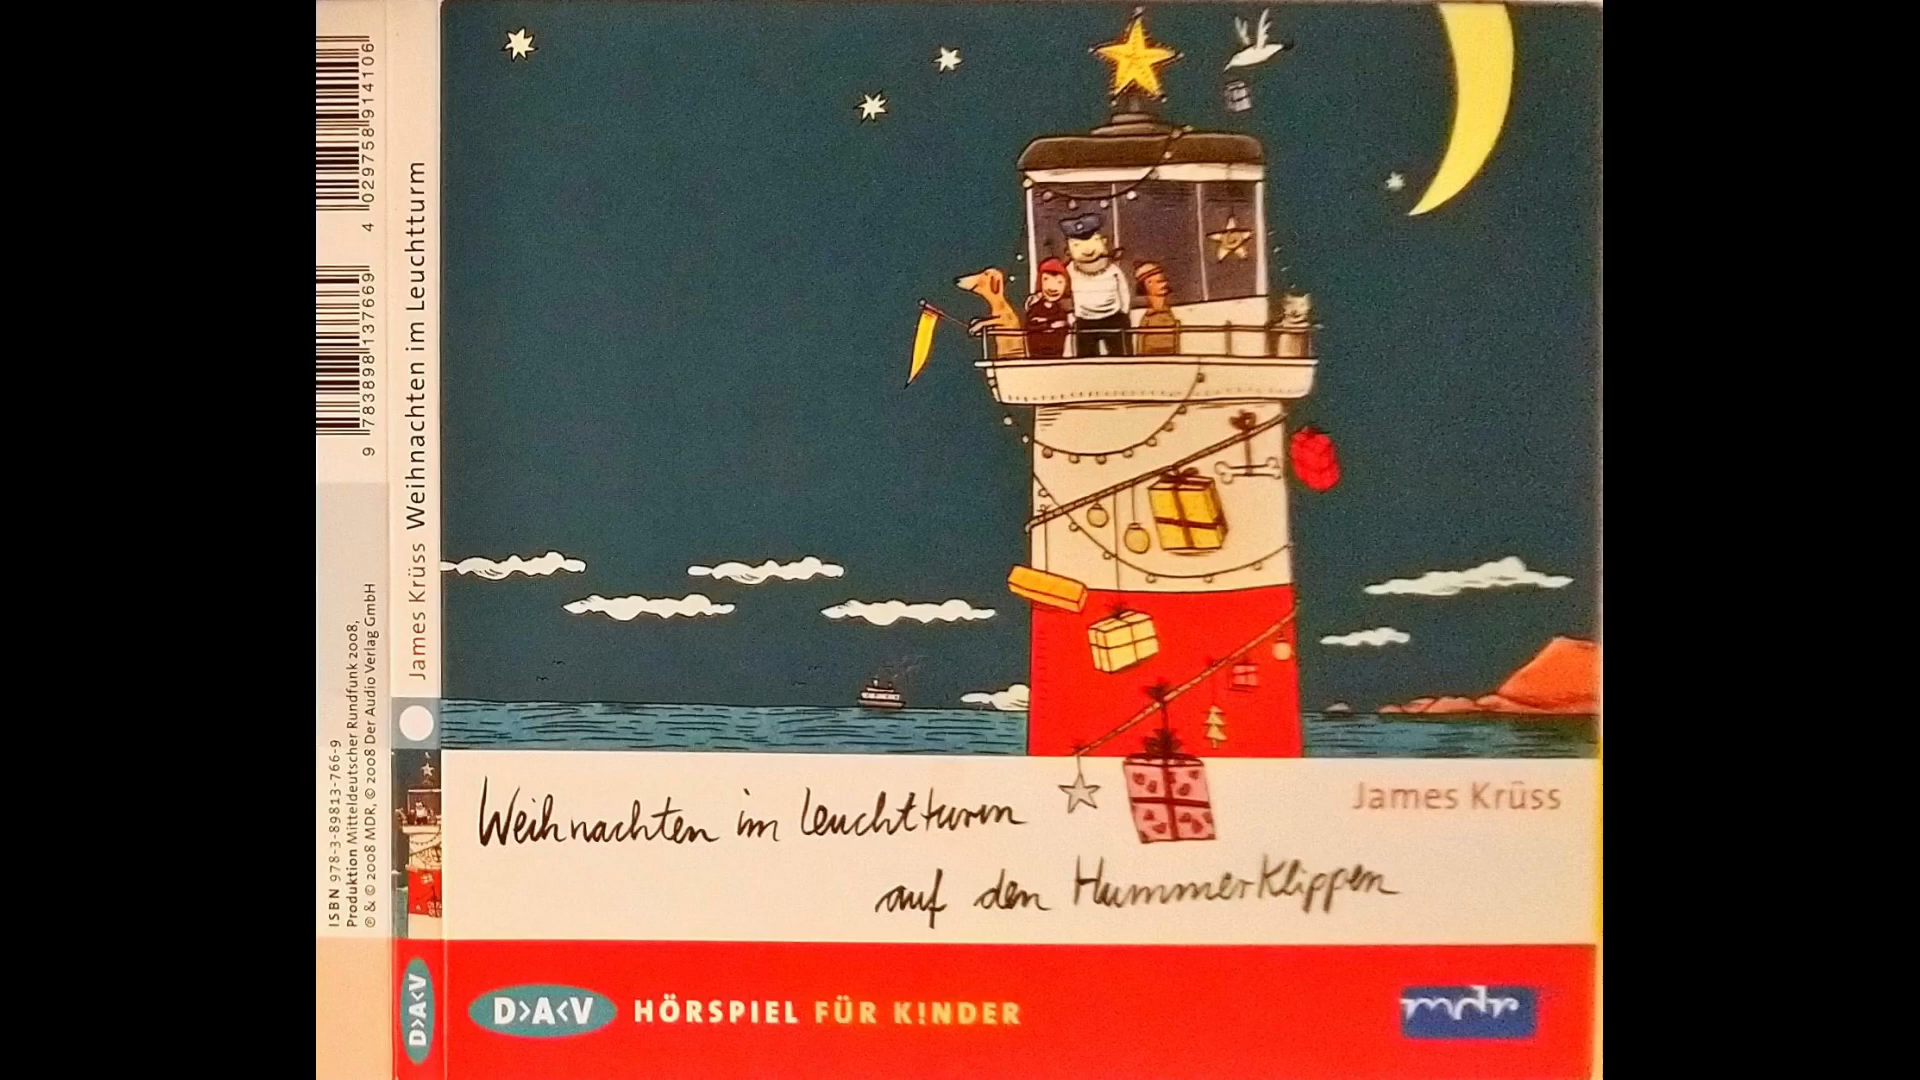 4 029758 914106
9 783898 137669
ISBN 978-3-89813-766-9
Produktion Mitteldeutscher Rundfunk 2008,
℗ & © 2008 MDR, © 2008 Der Audio Verlag GmbH
James Krüss Weihnachten im Leuchtturm
D>A<V
Weihnachten im Leuchtturm
auf den Hummerklippen
James Krüss
D>A<V HÖRSPIEL FÜR K!NDER
mdr